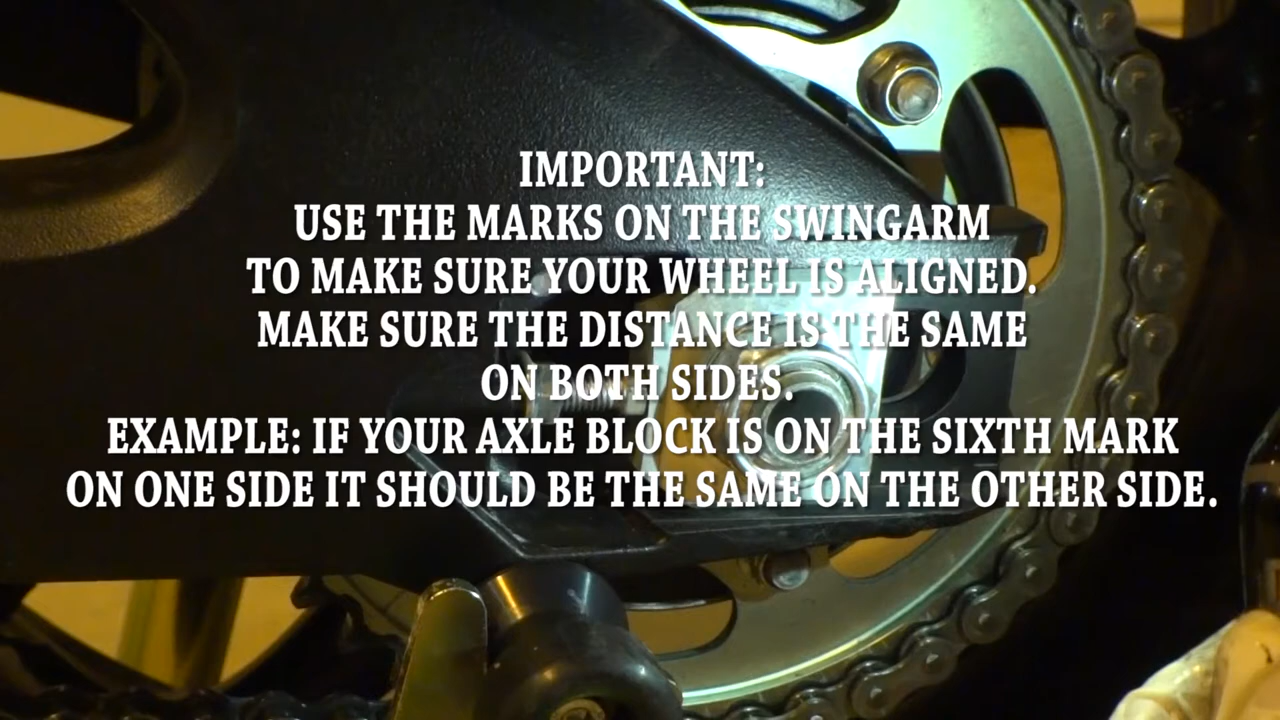 IMPORTANT:
USE THE MARKS ON THE SWINGARM
TO MAKE SURE YOUR WHEEL IS ALIGNED.
MAKE SURE THE DISTANCE IS THE SAME
ON BOTH SIDES.
EXAMPLE: IF YOUR AXLE BLOCK IS ON THE SIXTH MARK
ON ONE SIDE IT SHOULD BE THE SAME ON THE OTHER SIDE.